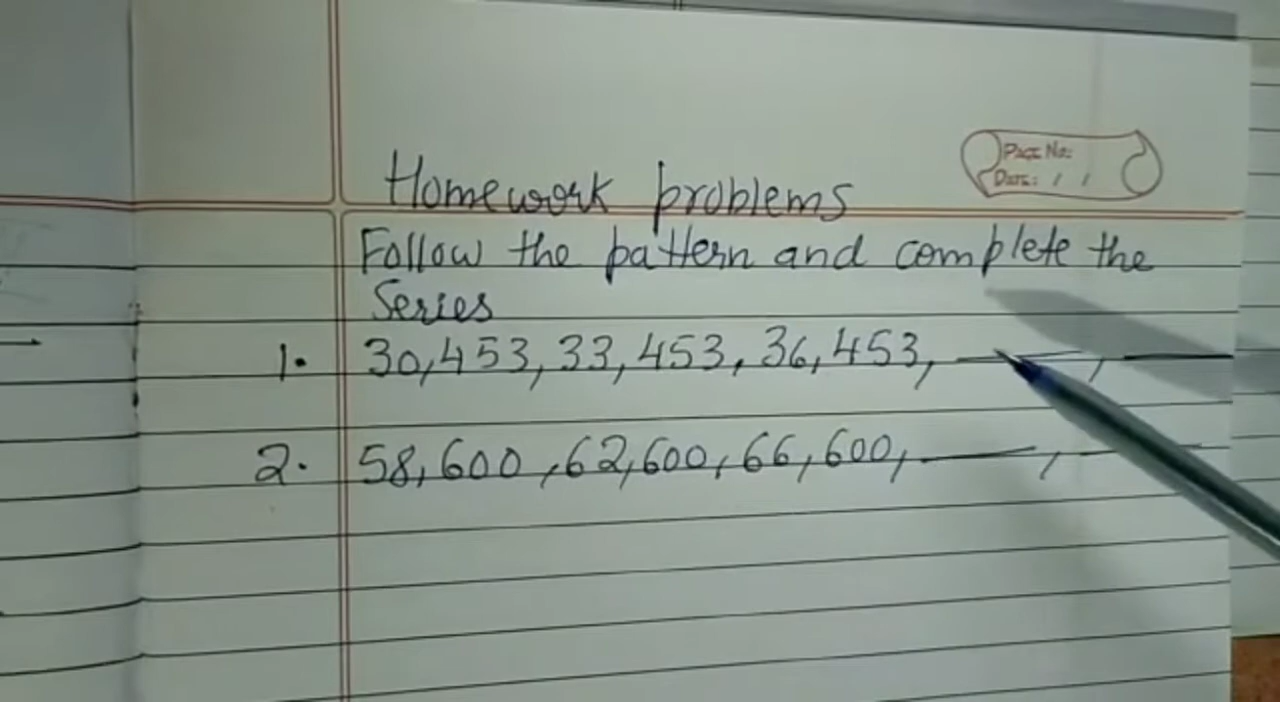 PAGE No:
DATE: / /
Homework problems
Follow the pattern and complete the
Series
1. 30,453, 33,453, 36,453, ___, ___
2. 58,600, 62,600, 66,600, ___, ___